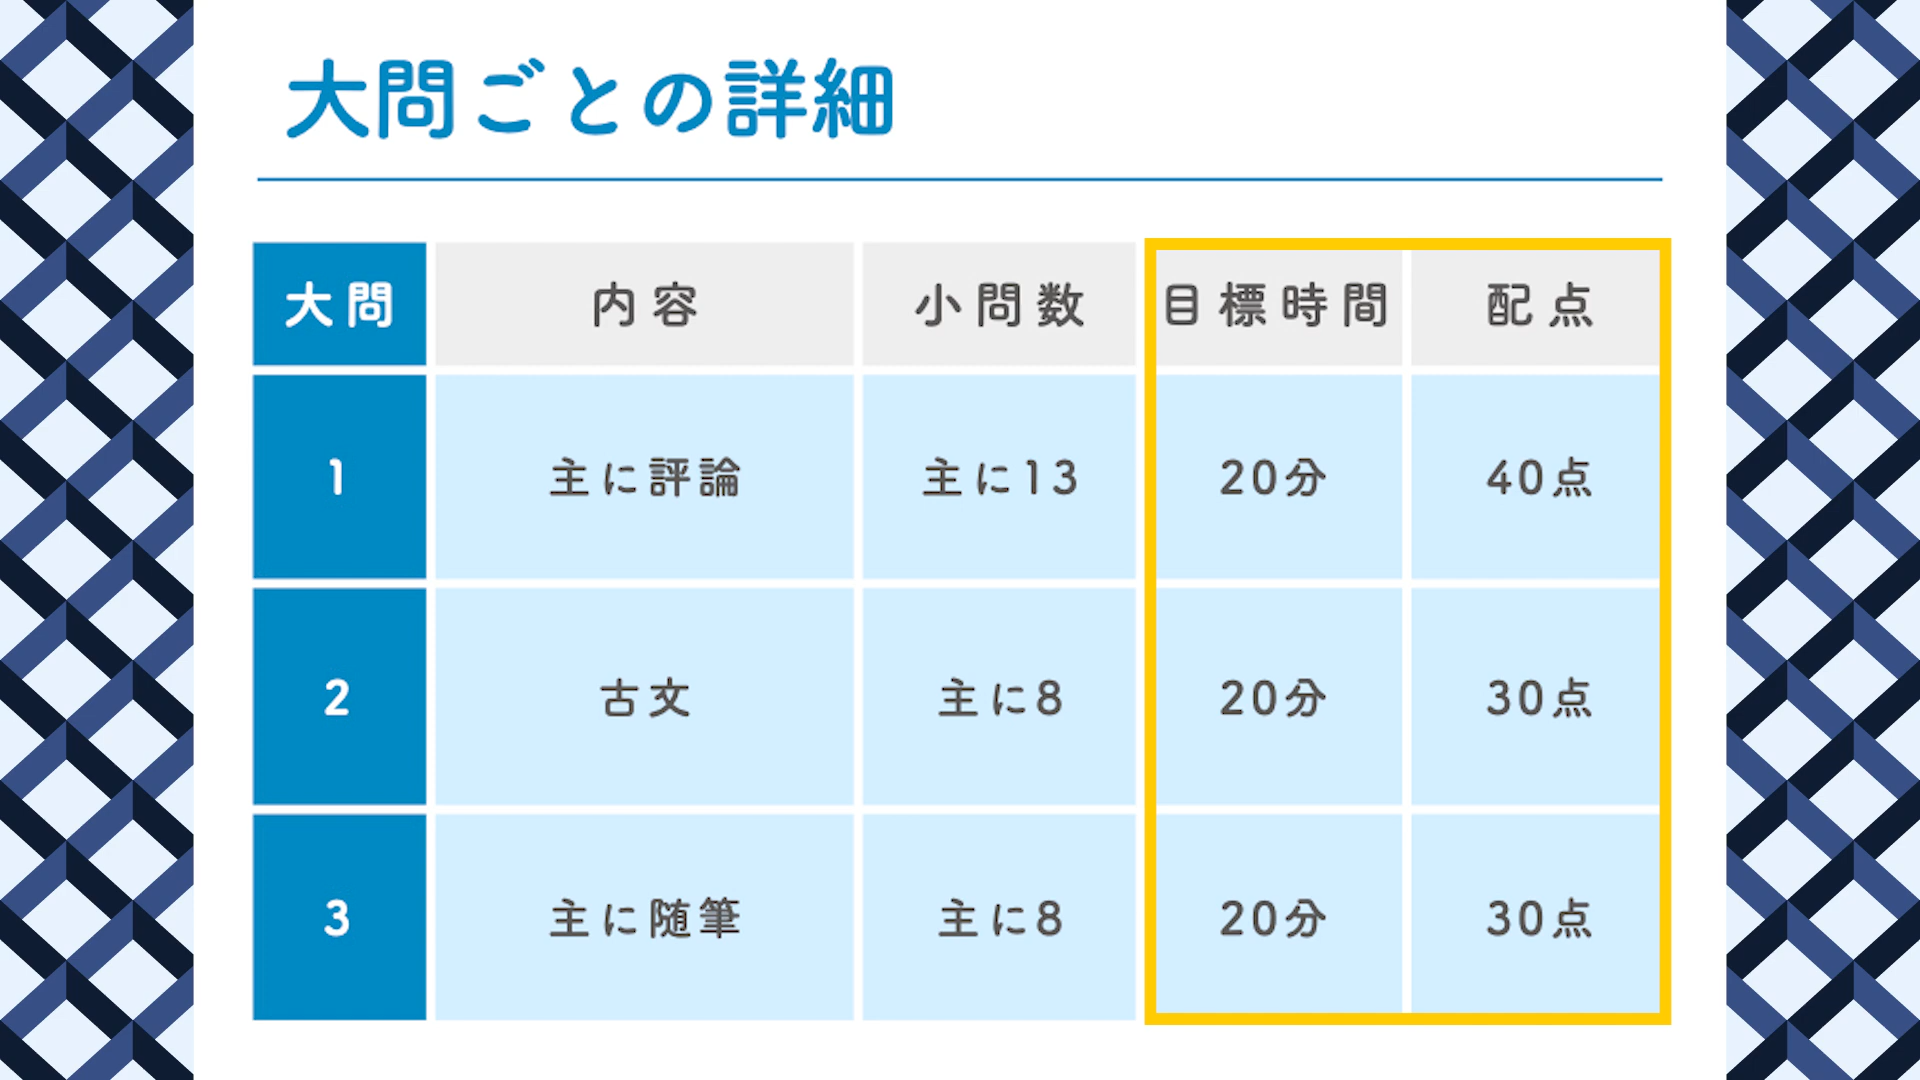 大問ごとの詳細
大問 内容 小問数 目標時間 配点
1 主に評論 主に13 20分 40点
2 古文 主に8 20分 30点
3 主に随筆 主に8 20分 30点